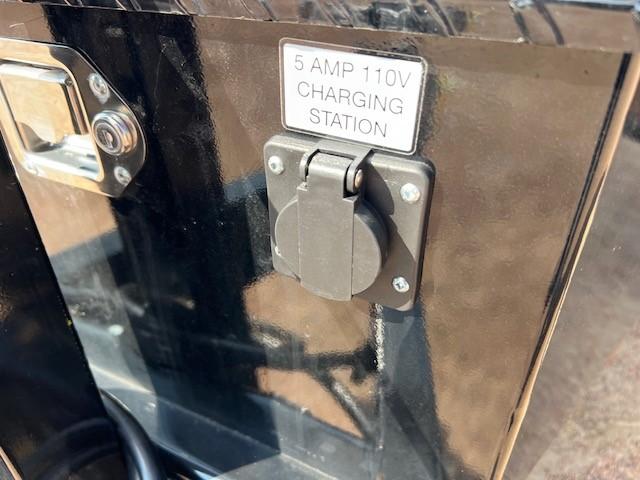 5 AMP 110V
CHARGING
STATION